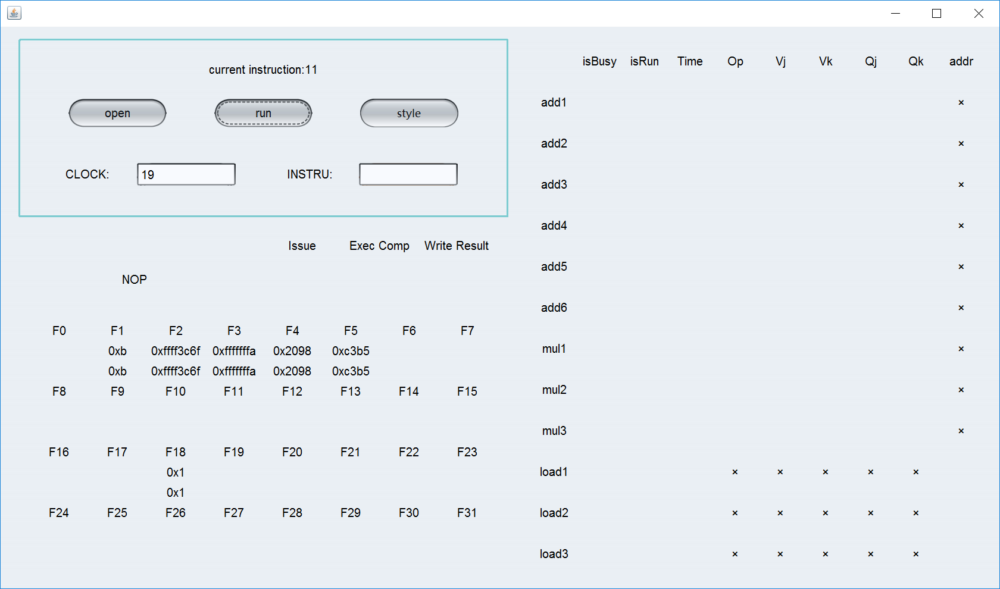 current instruction:11
open run style
CLOCK: 19 INSTRU:
Issue Exec Comp Write Result
NOP
F0 F1 F2 F3 F4 F5 F6 F7
0xb 0xffff3c6f 0xfffffffa 0x2098 0xc3b5
0xb 0xffff3c6f 0xfffffffa 0x2098 0xc3b5
F8 F9 F10 F11 F12 F13 F14 F15
F16 F17 F18 F19 F20 F21 F22 F23
0x1
0x1
F24 F25 F26 F27 F28 F29 F30 F31
isBusy isRun Time Op Vj Vk Qj Qk addr
add1 ×
add2 ×
add3 ×
add4 ×
add5 ×
add6 ×
mul1 ×
mul2 ×
mul3 ×
load1 × × × × ×
load2 × × × × ×
load3 × × × × ×